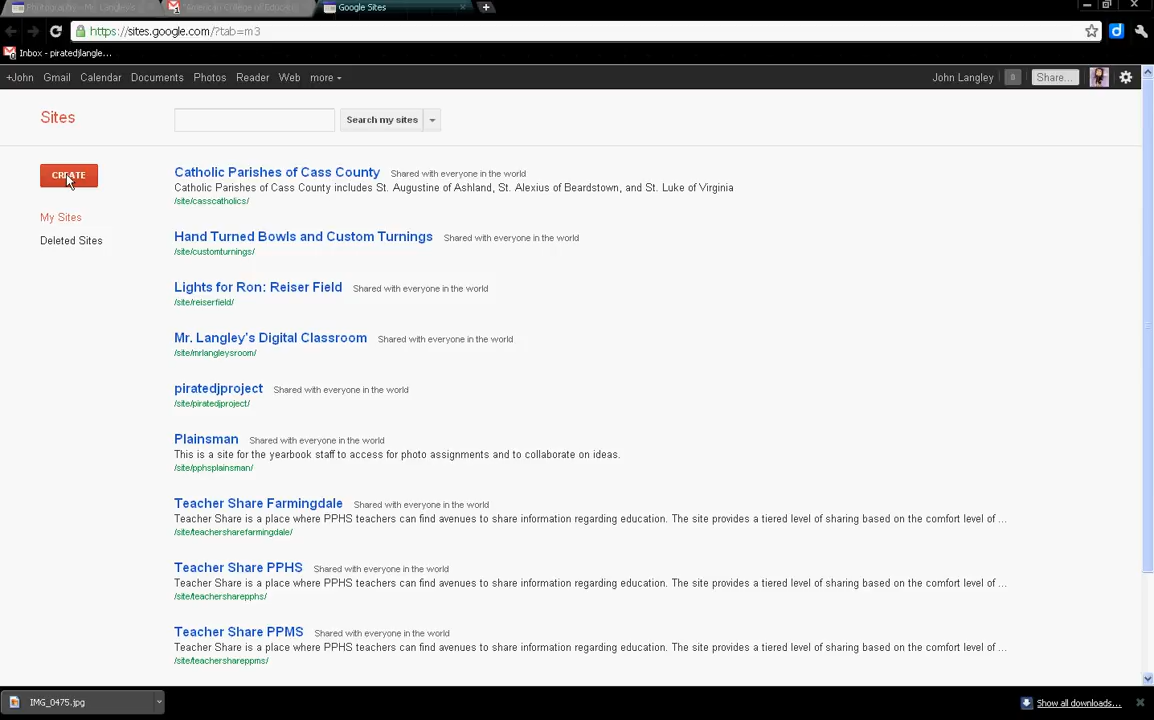 Photography - Mr. Langley's
American College of Educat
Google Sites
https://sites.google.com/?tab=m3
Inbox - piratedjlangle...
+John Gmail Calendar Documents Photos Reader Web more
John Langley 0 Share...
Sites
Search my sites
CREATE
My Sites
Deleted Sites
Catholic Parishes of Cass County Shared with everyone in the world
Catholic Parishes of Cass County includes St. Augustine of Ashland, St. Alexius of Beardstown, and St. Luke of Virginia
/site/casscatholics/
Hand Turned Bowls and Custom Turnings Shared with everyone in the world
/site/customturnings/
Lights for Ron: Reiser Field Shared with everyone in the world
/site/reiserfield/
Mr. Langley's Digital Classroom Shared with everyone in the world
/site/mrlangleysroom/
piratedjproject Shared with everyone in the world
/site/piratedjproject/
Plainsman Shared with everyone in the world
This is a site for the yearbook staff to access for photo assignments and to collaborate on ideas.
/site/pphsplainsman/
Teacher Share Farmingdale Shared with everyone in the world
Teacher Share is a place where PPHS teachers can find avenues to share information regarding education. The site provides a tiered level of sharing based on the comfort level of ...
/site/teachersharefarmingdale/
Teacher Share PPHS Shared with everyone in the world
Teacher Share is a place where PPHS teachers can find avenues to share information regarding education. The site provides a tiered level of sharing based on the comfort level of ...
/site/teachersharepphs/
Teacher Share PPMS Shared with everyone in the world
Teacher Share is a place where PPHS teachers can find avenues to share information regarding education. The site provides a tiered level of sharing based on the comfort level of ...
/site/teachershareppms/
IMG_0475.jpg
Show all downloads...